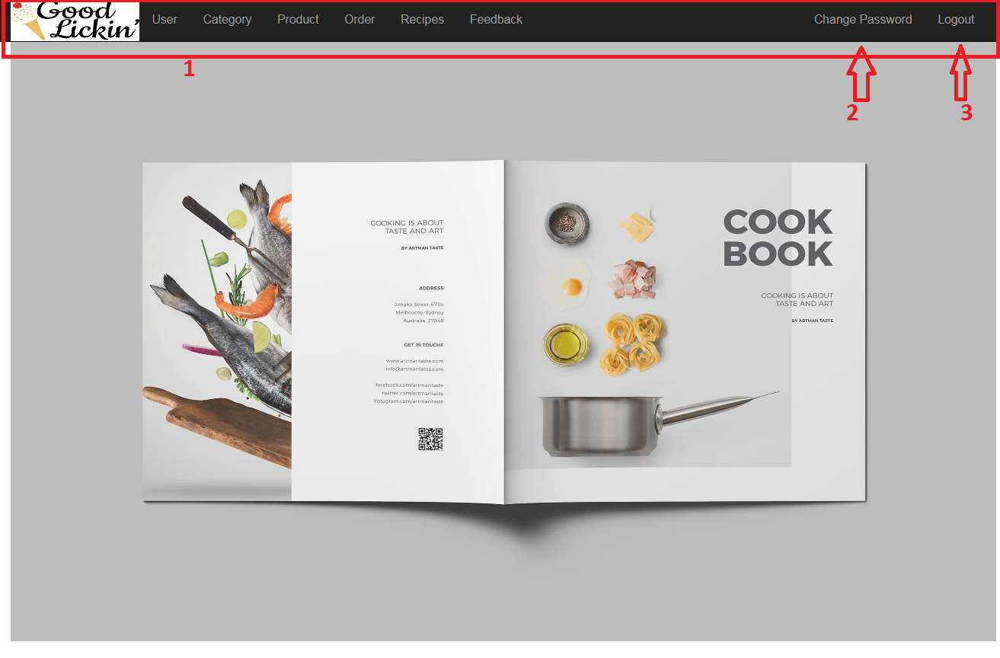 Good
Lickin'
User Category Product Order Recipes Feedback Change Password Logout
1
2
3
COOKING IS ABOUT
TASTE AND ART
BY ARTMAN TASTE
ADDRESS
Jangka Street 673b
Melbourne, Sydney
Australia, 27849
GET IN TOUCHE
www.artmantaste.com
info@artmantaste.com
facebook.com/artmantaste
twitter.com/artmantaste
instagram.com/artmantaste
COOK
BOOK
COOKING IS ABOUT
TASTE AND ART
BY ARTMAN TASTE